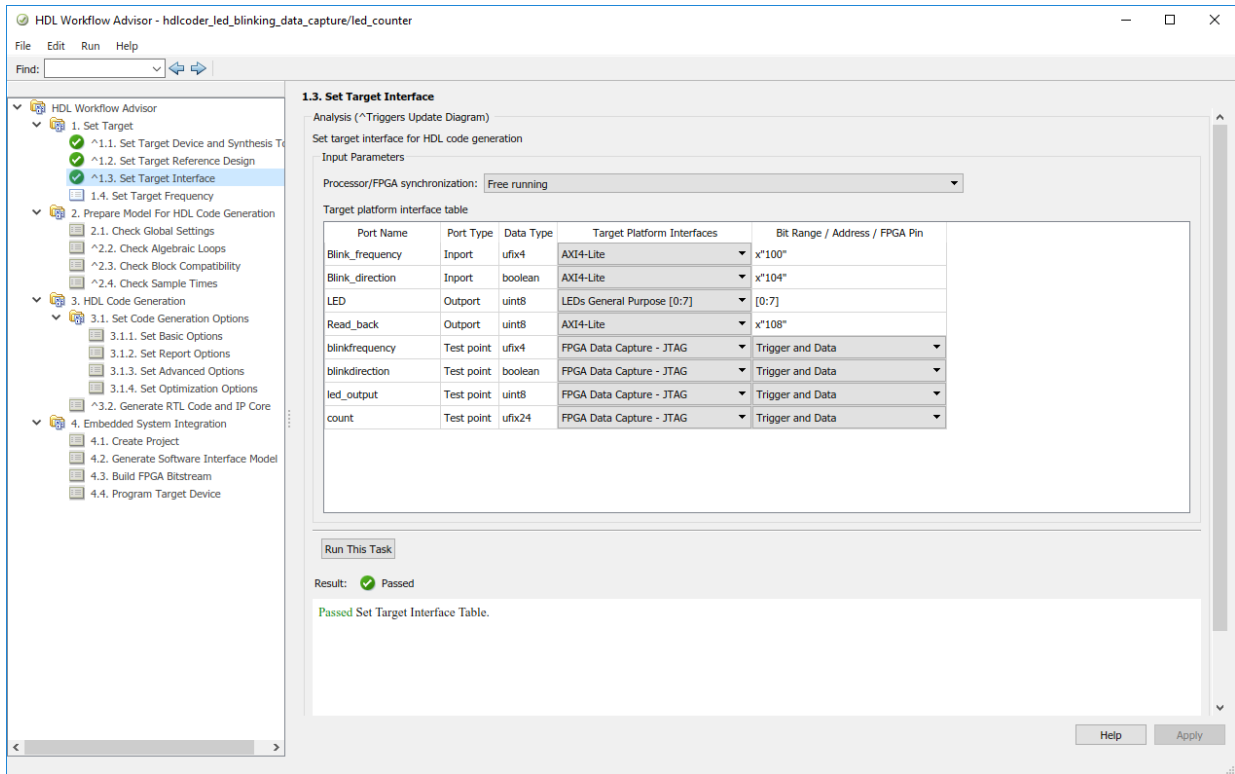 HDL Workflow Advisor - hdlcoder_led_blinking_data_capture/led_counter
File Edit Run Help
Find:
HDL Workflow Advisor
1. Set Target
^1.1. Set Target Device and Synthesis To
^1.2. Set Target Reference Design
^1.3. Set Target Interface
1.4. Set Target Frequency
2. Prepare Model For HDL Code Generation
2.1. Check Global Settings
^2.2. Check Algebraic Loops
^2.3. Check Block Compatibility
^2.4. Check Sample Times
3. HDL Code Generation
3.1. Set Code Generation Options
3.1.1. Set Basic Options
3.1.2. Set Report Options
3.1.3. Set Advanced Options
3.1.4. Set Optimization Options
^3.2. Generate RTL Code and IP Core
4. Embedded System Integration
4.1. Create Project
4.2. Generate Software Interface Model
4.3. Build FPGA Bitstream
4.4. Program Target Device
1.3. Set Target Interface
Analysis (^Triggers Update Diagram)
Set target interface for HDL code generation
Input Parameters
Processor/FPGA synchronization: Free running
Target platform interface table
Port Name Port Type Data Type Target Platform Interfaces Bit Range / Address / FPGA Pin
Blink_frequency Inport ufix4 AXI4-Lite x"100"
Blink_direction Inport boolean AXI4-Lite x"104"
LED Outport uint8 LEDs General Purpose [0:7] [0:7]
Read_back Outport uint8 AXI4-Lite x"108"
blinkfrequency Test point ufix4 FPGA Data Capture - JTAG Trigger and Data
blinkdirection Test point boolean FPGA Data Capture - JTAG Trigger and Data
led_output Test point uint8 FPGA Data Capture - JTAG Trigger and Data
count Test point ufix24 FPGA Data Capture - JTAG Trigger and Data
Run This Task
Result: Passed
Passed Set Target Interface Table.
Help Apply